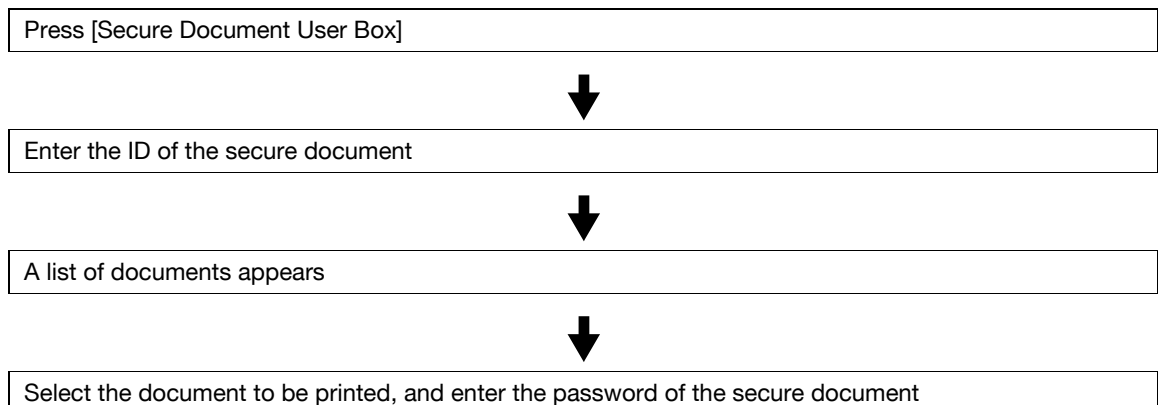 Press [Secure Document User Box]
Enter the ID of the secure document
A list of documents appears
Select the document to be printed, and enter the password of the secure document